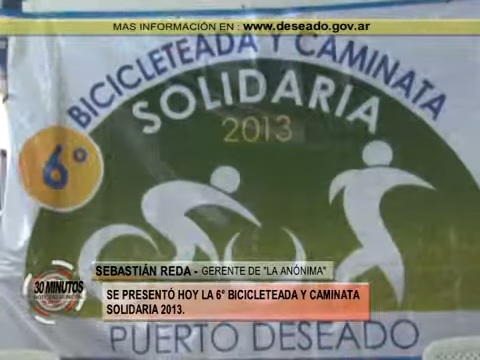 MAS INFORMACIÓN EN : www.deseado.gov.ar
BICICLETEADA Y CAMINATA
SOLIDARIA
2013
6°
SEBASTIÁN REDA - GERENTE DE "LA ANÓNIMA"
30 MINUTOS
SE PRESENTÓ HOY LA 6° BICICLETEADA Y CAMINATA
SOLIDARIA 2013.
PUERTO DESEADO